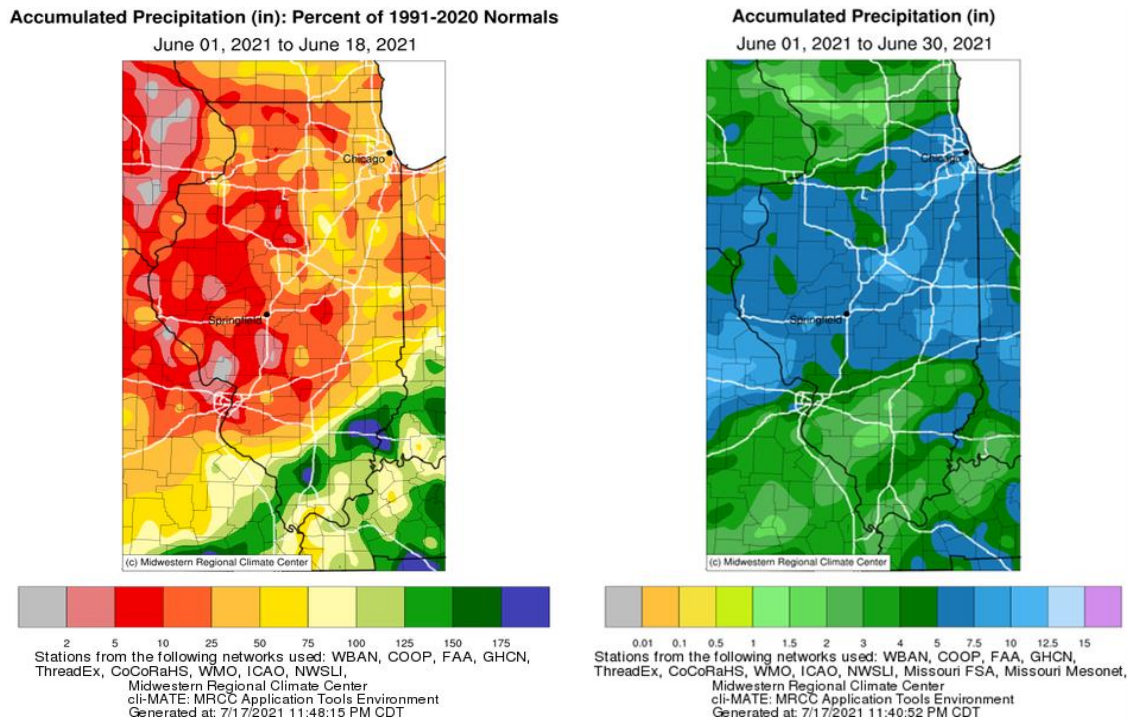 Accumulated Precipitation (in): Percent of 1991-2020 Normals
June 01, 2021 to June 18, 2021
Chicago
Springfield
(c) Midwestern Regional Climate Center
2 5 10 25 50 75 100 125 150 175
Stations from the following networks used: WBAN, COOP, FAA, GHCN,
ThreadEx, CoCoRaHS, WMO, ICAO, NWSLI,
Midwestern Regional Climate Center
cli-MATE: MRCC Application Tools Environment
Generated at: 7/17/2021 11:48:15 PM CDT
Accumulated Precipitation (in)
June 01, 2021 to June 30, 2021
Chicago
Springfield
(c) Midwestern Regional Climate Center
0.01 0.1 0.5 1 1.5 2 3 4 5 7.5 10 12.5 15
Stations from the following networks used: WBAN, COOP, FAA, GHCN,
ThreadEx, CoCoRaHS, WMO, ICAO, NWSLI, Missouri FSA, Missouri Mesonet,
Midwestern Regional Climate Center
cli-MATE: MRCC Application Tools Environment
Generated at: 7/17/2021 11:40:52 PM CDT